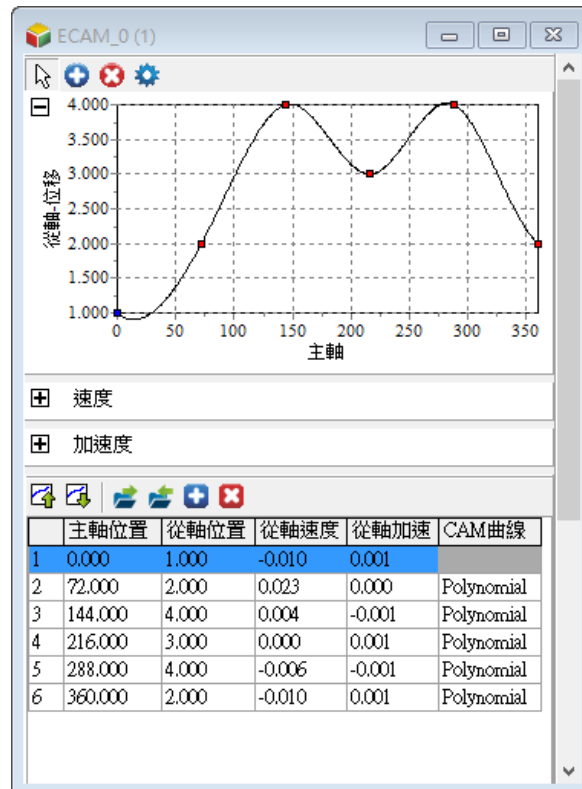 ECAM_0 (1)
4.000
3.500
3.000
2.500
2.000
1.500
1.000
從軸-位移
0 50 100 150 200 250 300 350
主軸
速度
加速度
主軸位置 從軸位置 從軸速度 從軸加速 CAM曲線
1 0.000 1.000 -0.010 0.001
2 72.000 2.000 0.023 0.000 Polynomial
3 144.000 4.000 0.004 -0.001 Polynomial
4 216.000 3.000 0.000 0.001 Polynomial
5 288.000 4.000 -0.006 -0.001 Polynomial
6 360.000 2.000 -0.010 0.001 Polynomial